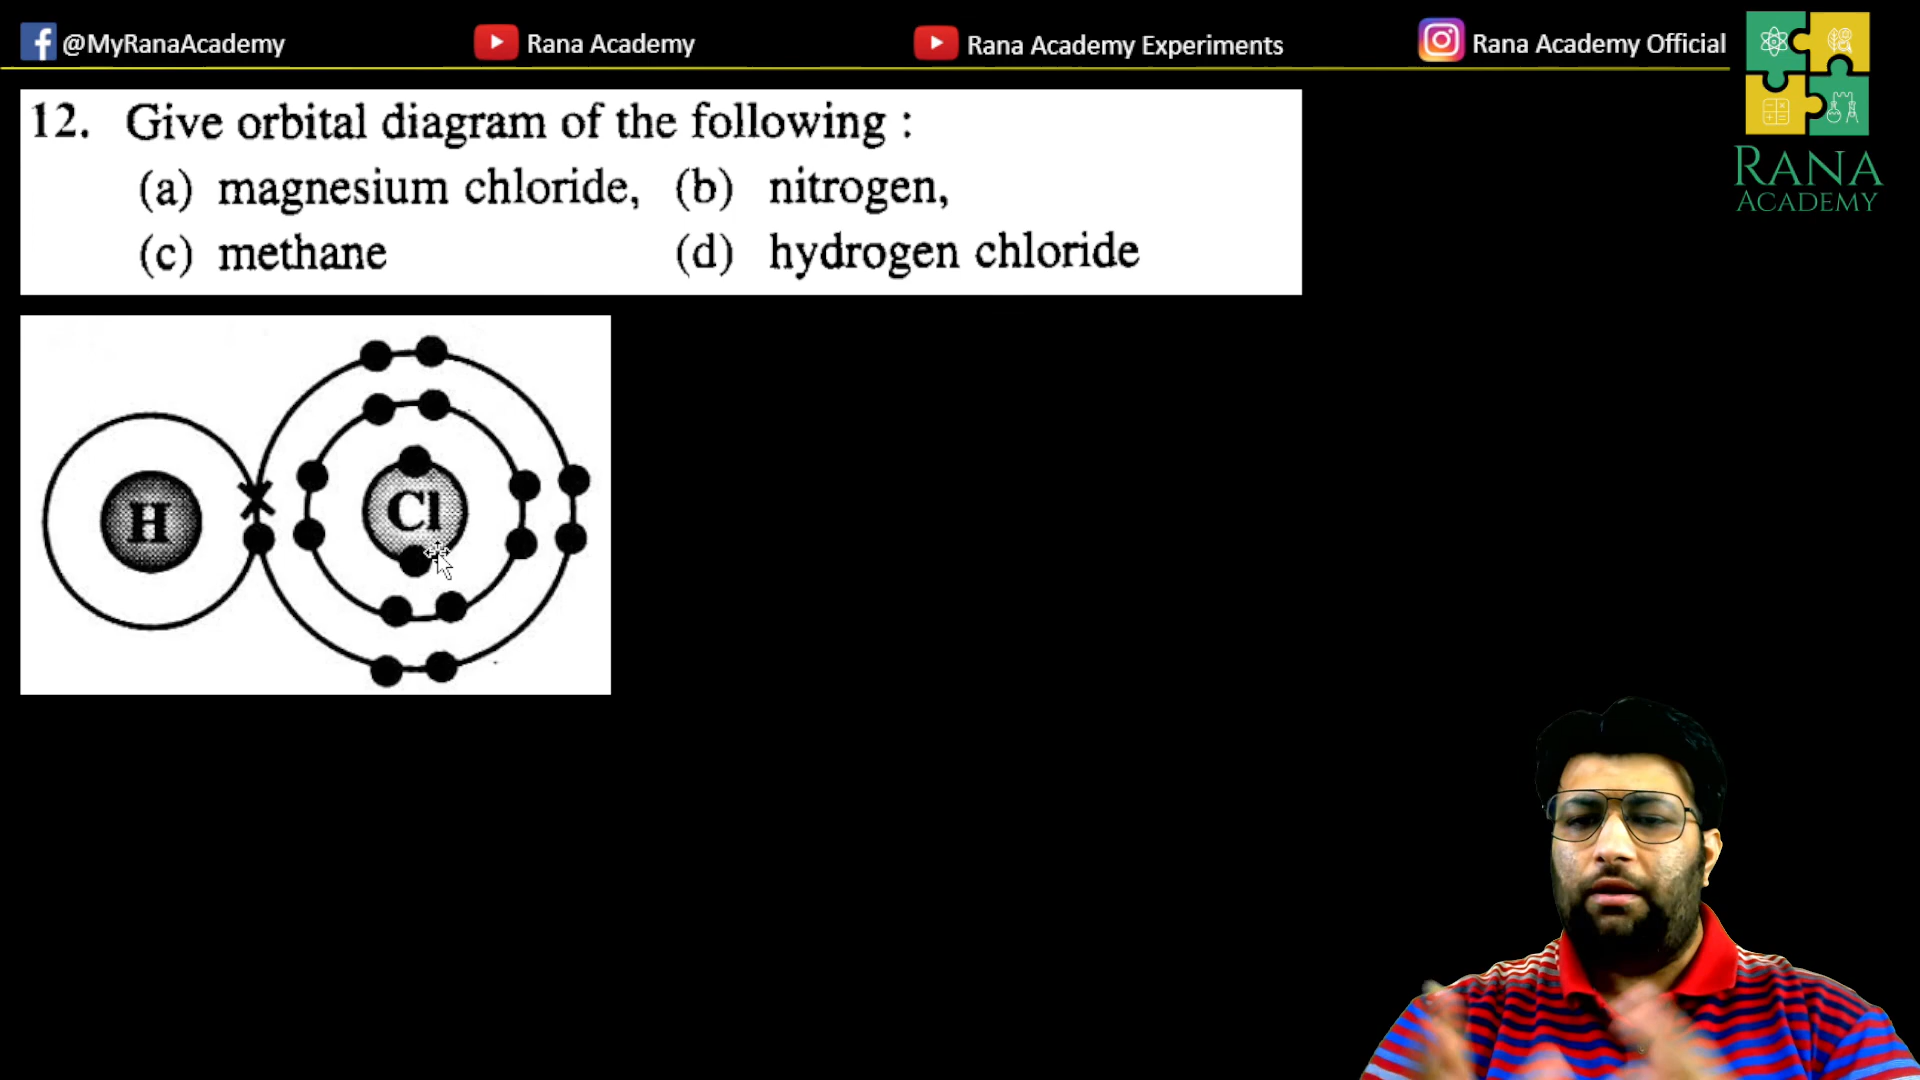 @MyRanaAcademy
Rana Academy
Rana Academy Experiments
Rana Academy Official
RANA
ACADEMY
12. Give orbital diagram of the following :
(a) magnesium chloride, (b) nitrogen,
(c) methane (d) hydrogen chloride
H
Cl